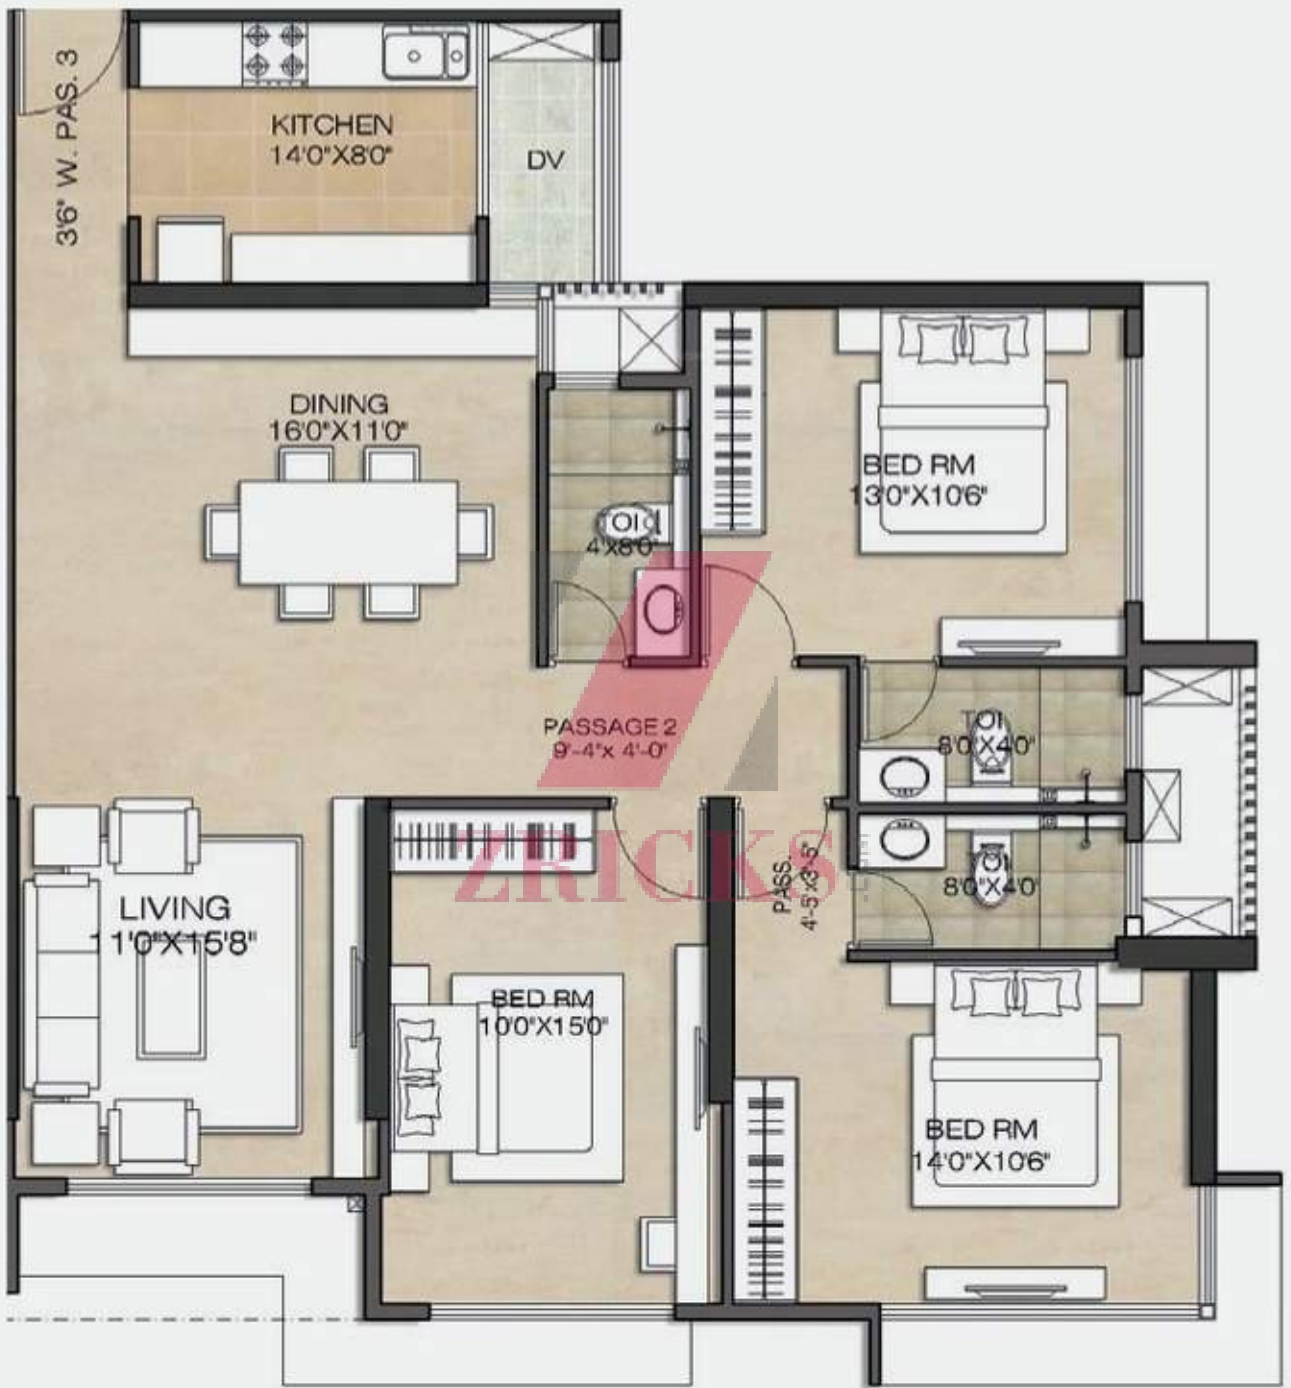 3'6" W. PAS. 3
KITCHEN
14'0"X8'0"
DV
DINING
16'0"X11'0"
BED RM
13'0"X10'6"
TOI
4'x8'0"
PASSAGE 2
9'-4"x 4'-0"
TOI
8'0"X4'0"
ZRICKS
.com
PASS.
4'-5"x3'-5"
TOI
8'0"X4'0"
LIVING
11'0"X15'8"
BED RM
10'0"X15'0"
BED RM
14'0"X10'6"